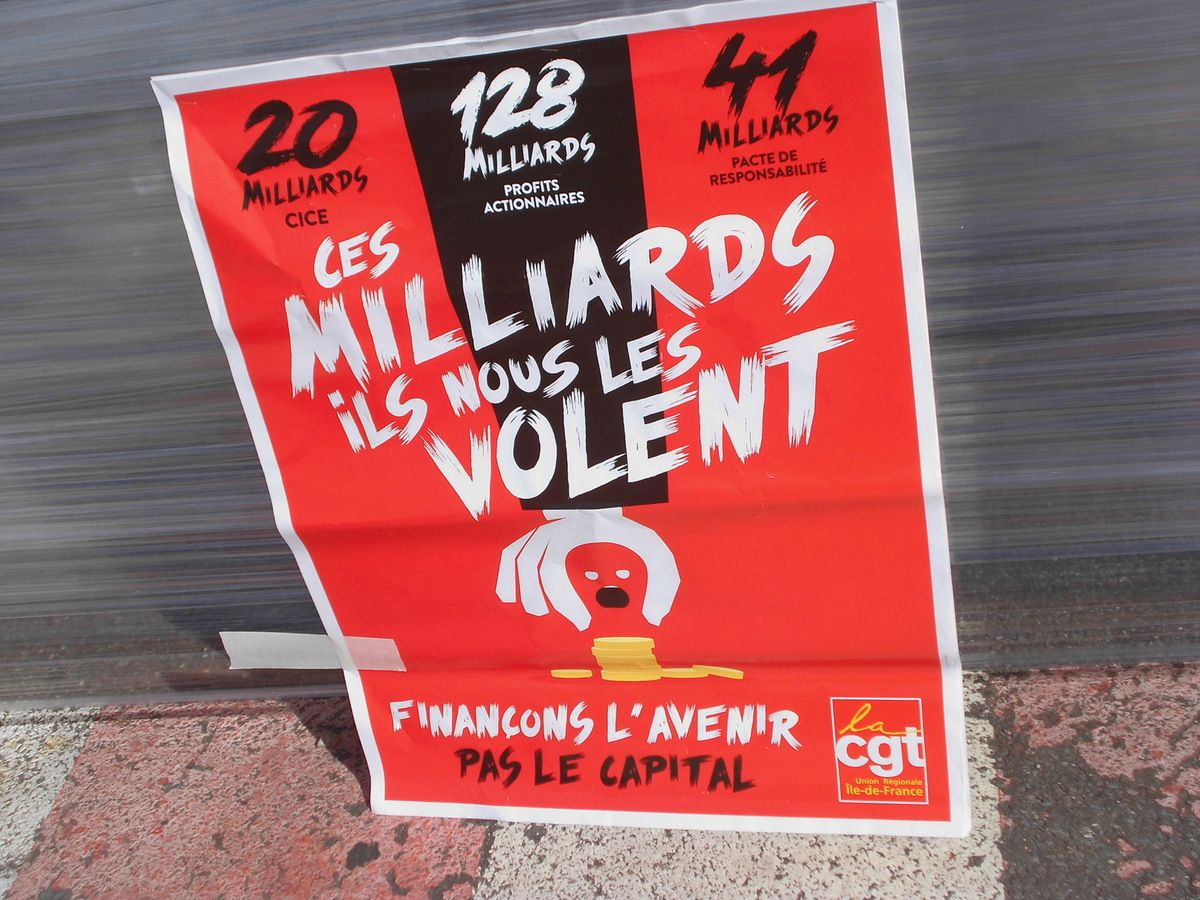 20
MILLIARDS
CICE
128
MILLIARDS
PROFITS
ACTIONNAIRES
41
MILLIARDS
PACTE DE
RESPONSABILITÉ
CES
MILLIARDS
iLS NOUS LES
VOLENT
FINANÇONS L'AVENIR
PAS LE CAPITAL
la
cgt
Union Régionale
Île-de-France